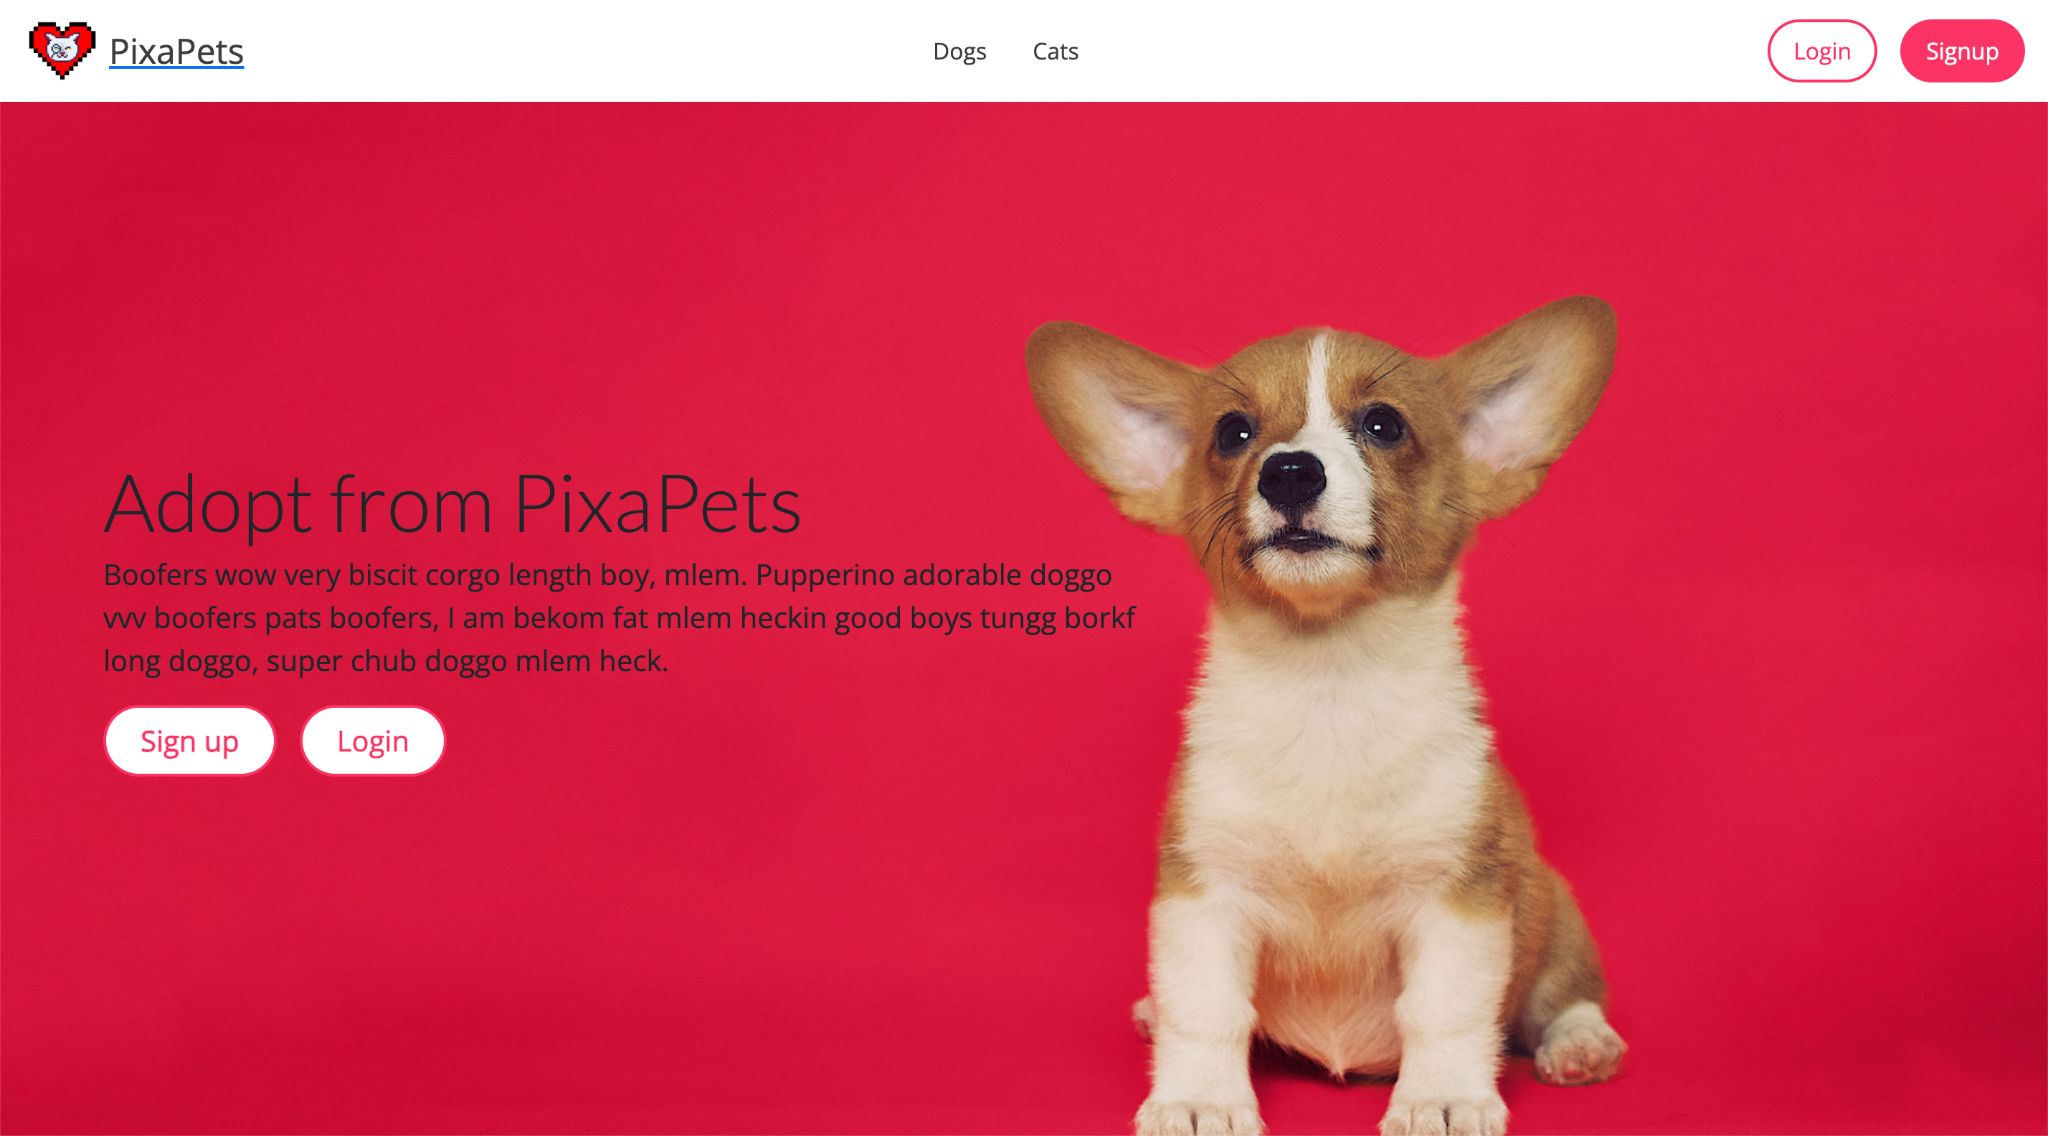 PixaPets
Dogs
Cats
Login
Signup
Adopt from PixaPets
Boofers wow very biscit corgo length boy, mlem. Pupperino adorable doggo
vvv boofers pats boofers, I am bekom fat mlem heckin good boys tungg borkf
long doggo, super chub doggo mlem heck.
Sign up
Login